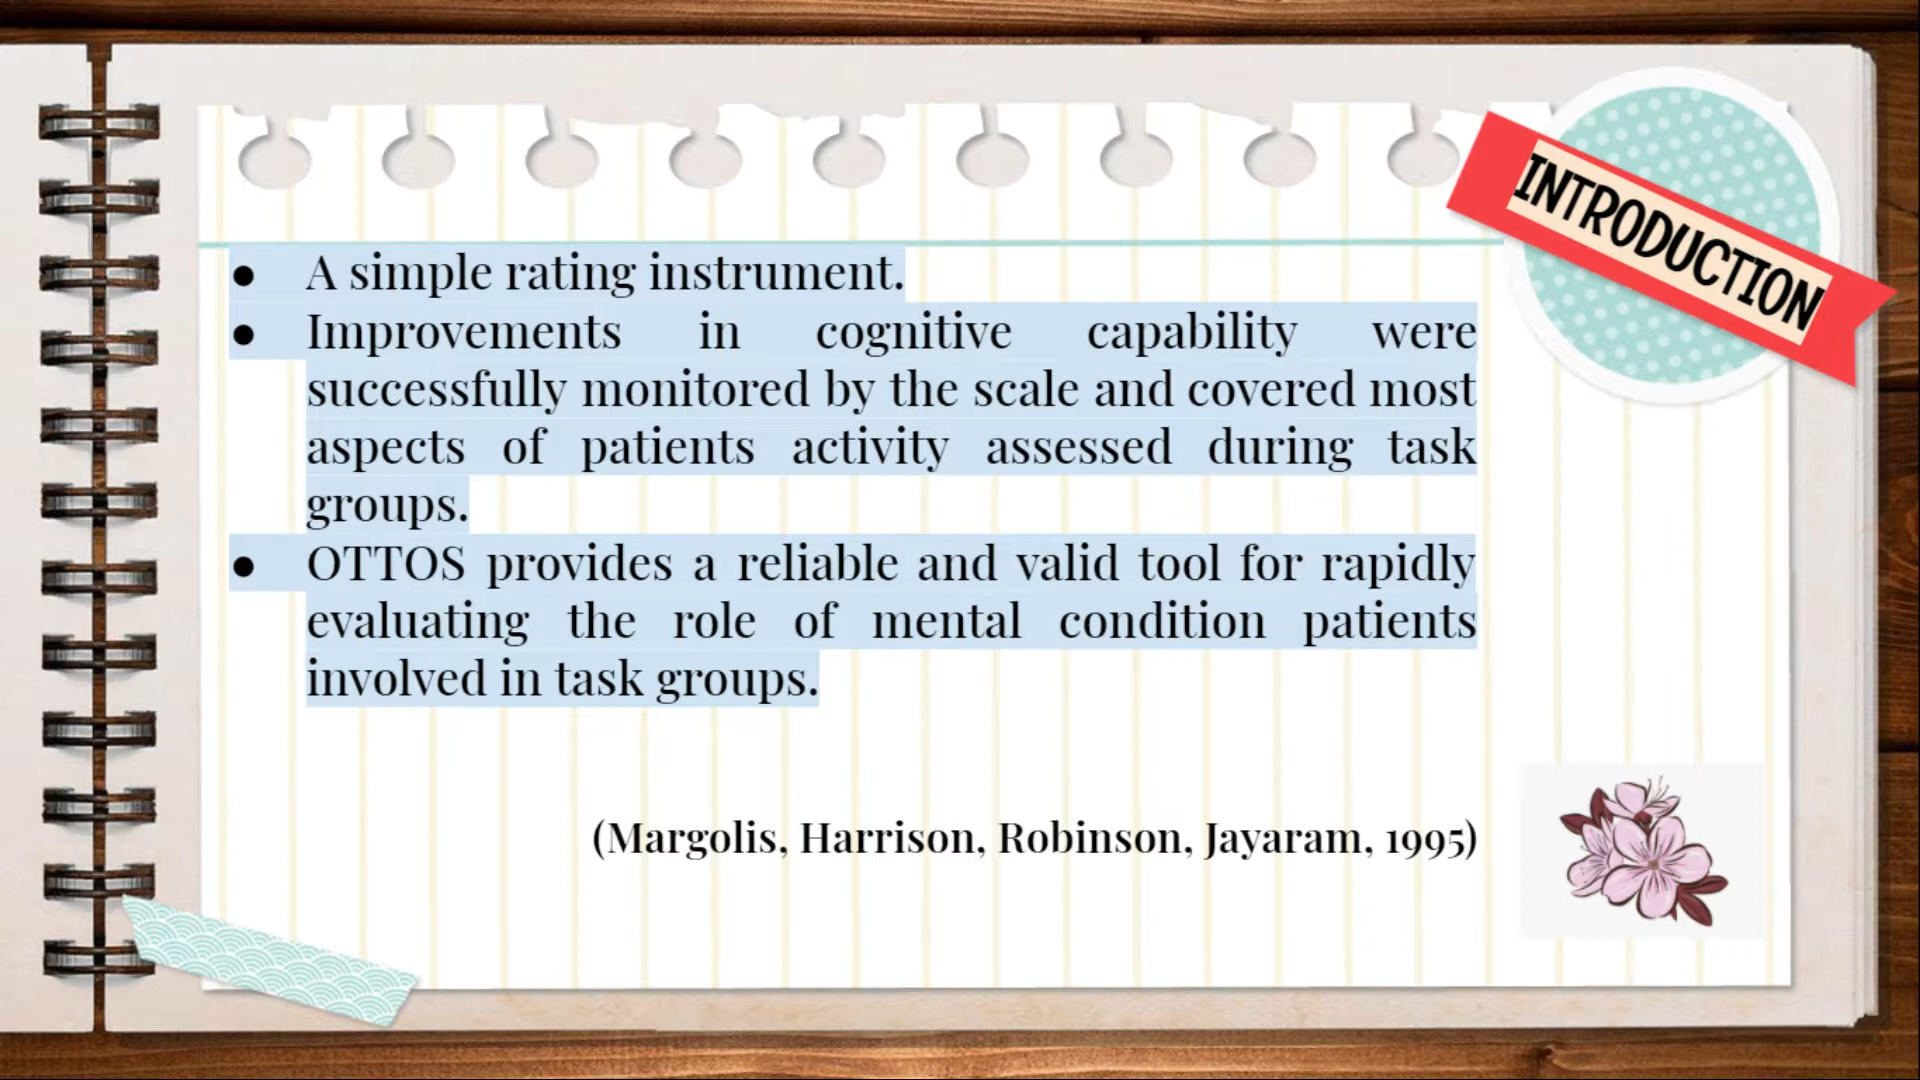 INTRODUCTION
● A simple rating instrument.
● Improvements in cognitive capability were
successfully monitored by the scale and covered most
aspects of patients activity assessed during task
groups.
● OTTOS provides a reliable and valid tool for rapidly
evaluating the role of mental condition patients
involved in task groups.
(Margolis, Harrison, Robinson, Jayaram, 1995)